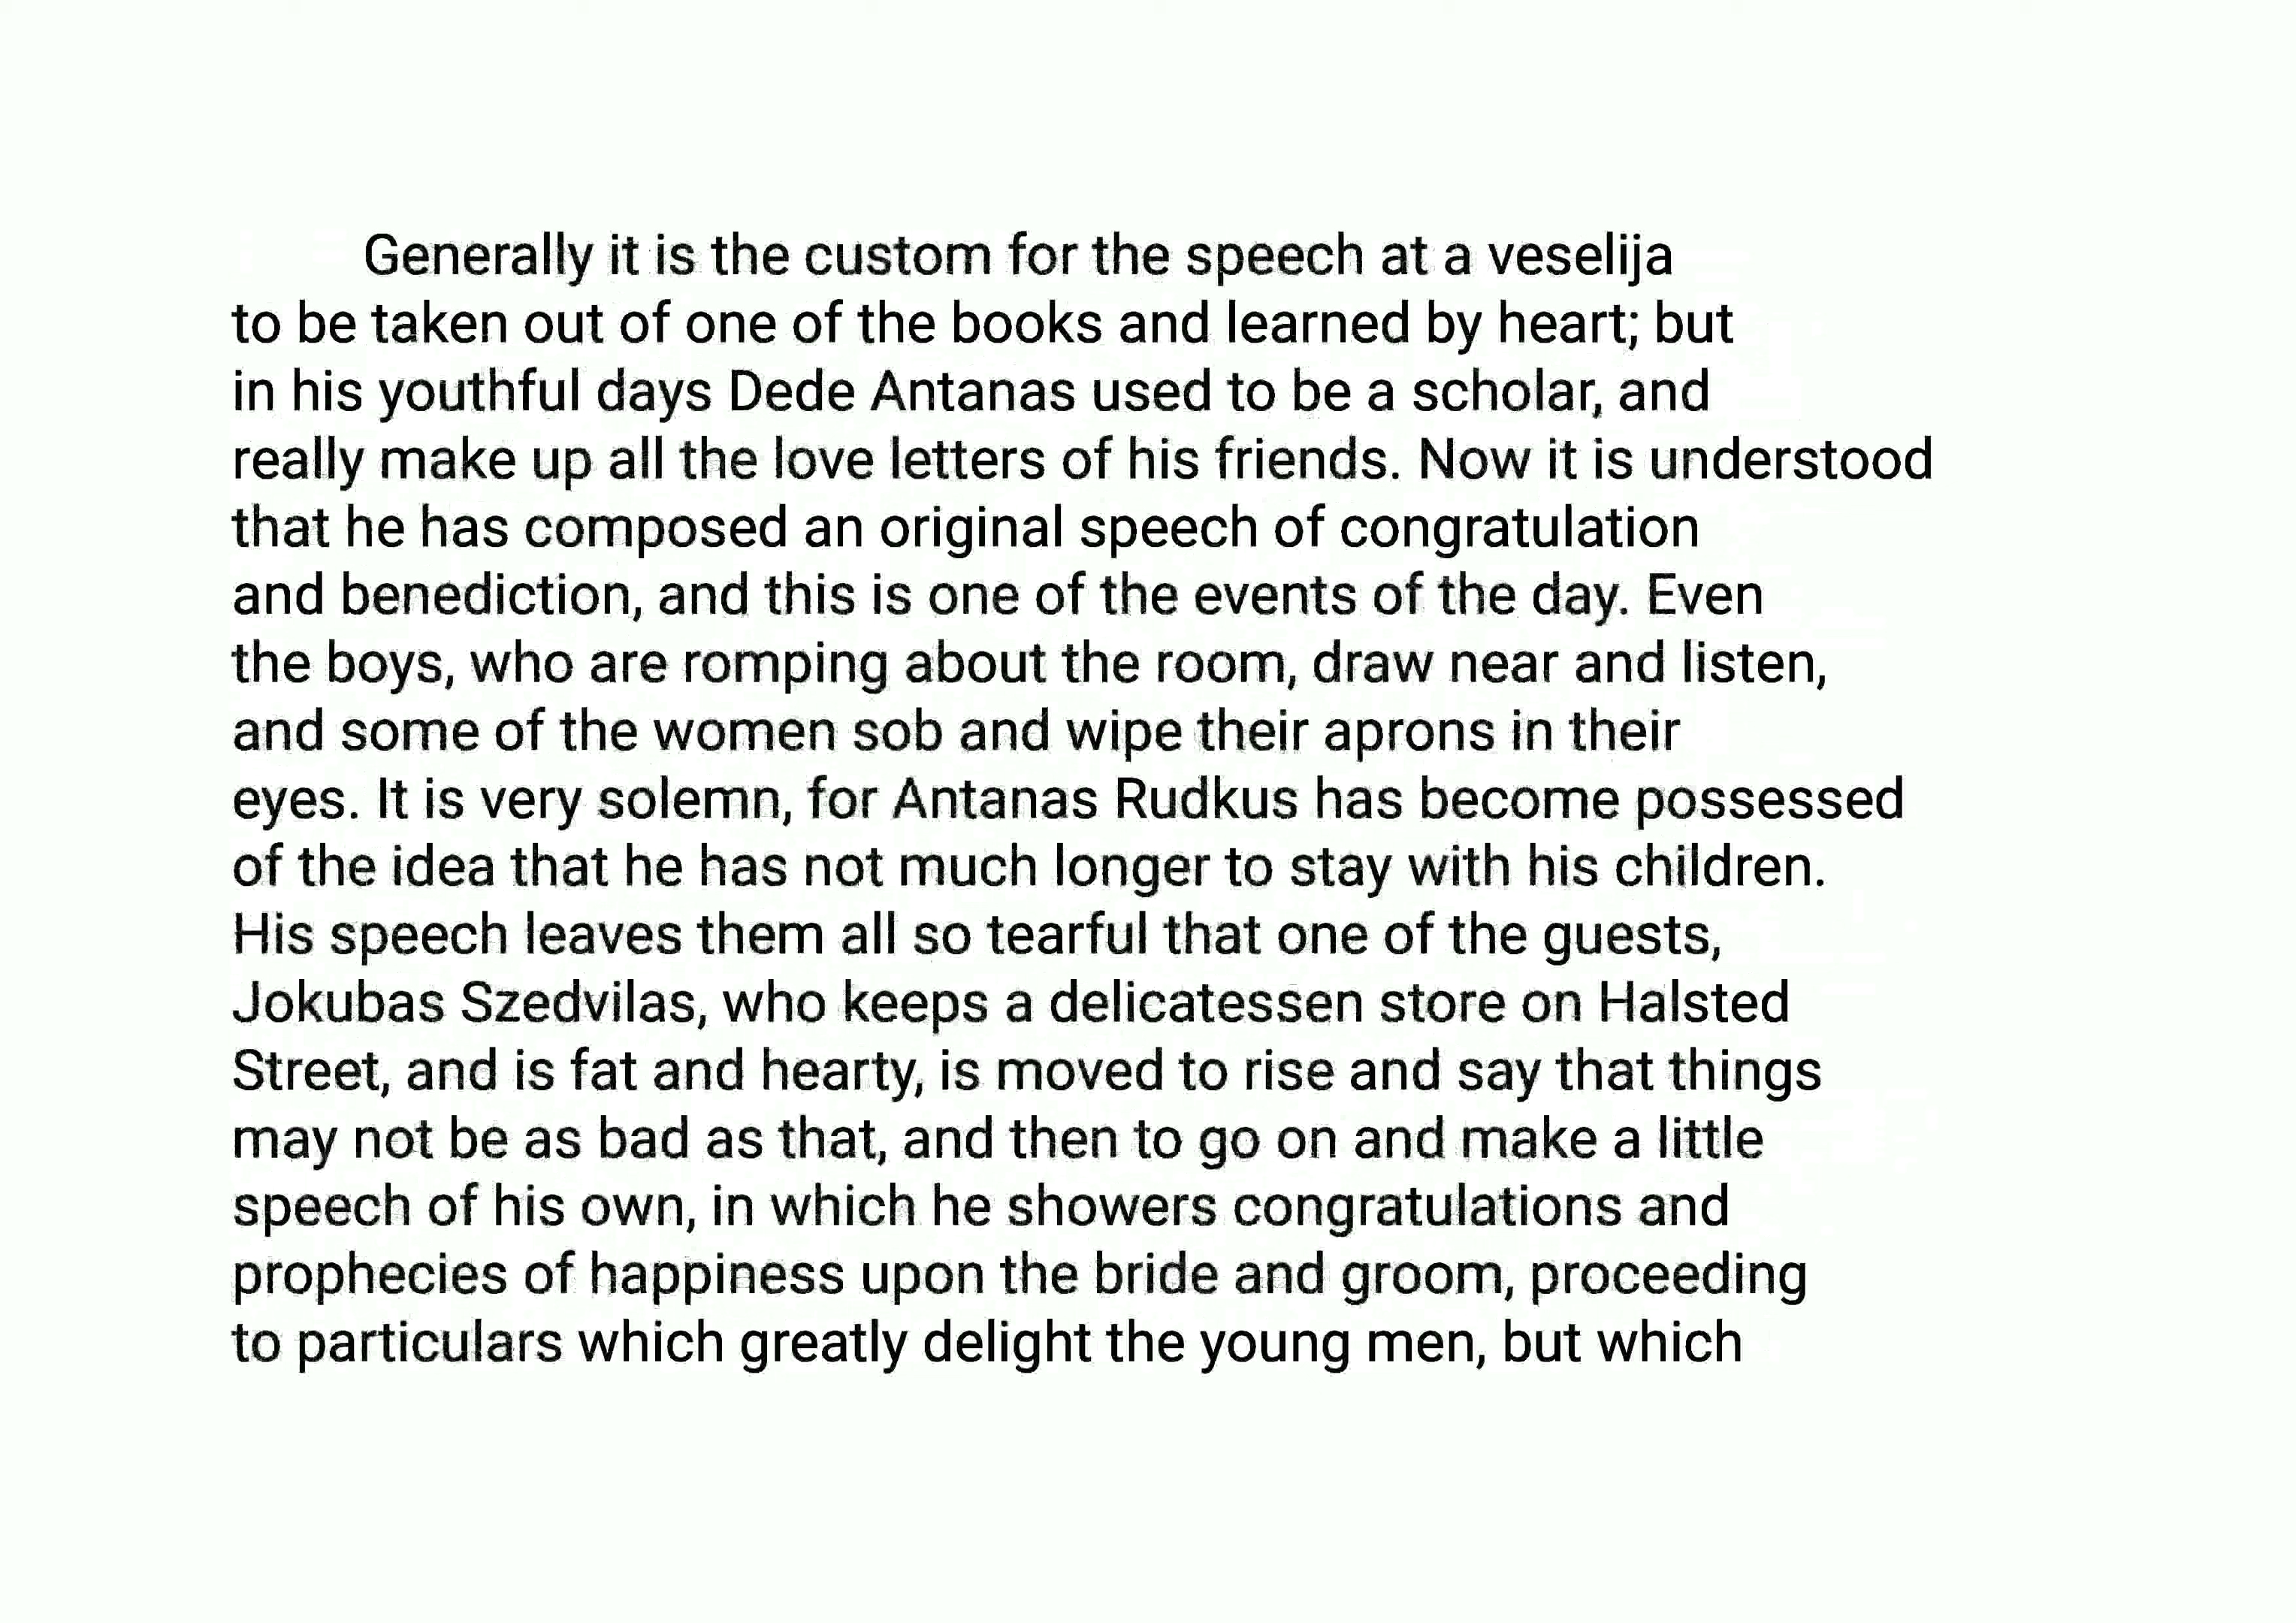 Generally it is the custom for the speech at a veselija
to be taken out of one of the books and learned by heart; but
in his youthful days Dede Antanas used to be a scholar, and
really make up all the love letters of his friends. Now it is understood
that he has composed an original speech of congratulation
and benediction, and this is one of the events of the day. Even
the boys, who are romping about the room, draw near and listen,
and some of the women sob and wipe their aprons in their
eyes. It is very solemn, for Antanas Rudkus has become possessed
of the idea that he has not much longer to stay with his children.
His speech leaves them all so tearful that one of the guests,
Jokubas Szedvilas, who keeps a delicatessen store on Halsted
Street, and is fat and hearty, is moved to rise and say that things
may not be as bad as that, and then to go on and make a little
speech of his own, in which he showers congratulations and
prophecies of happiness upon the bride and groom, proceeding
to particulars which greatly delight the young men, but which